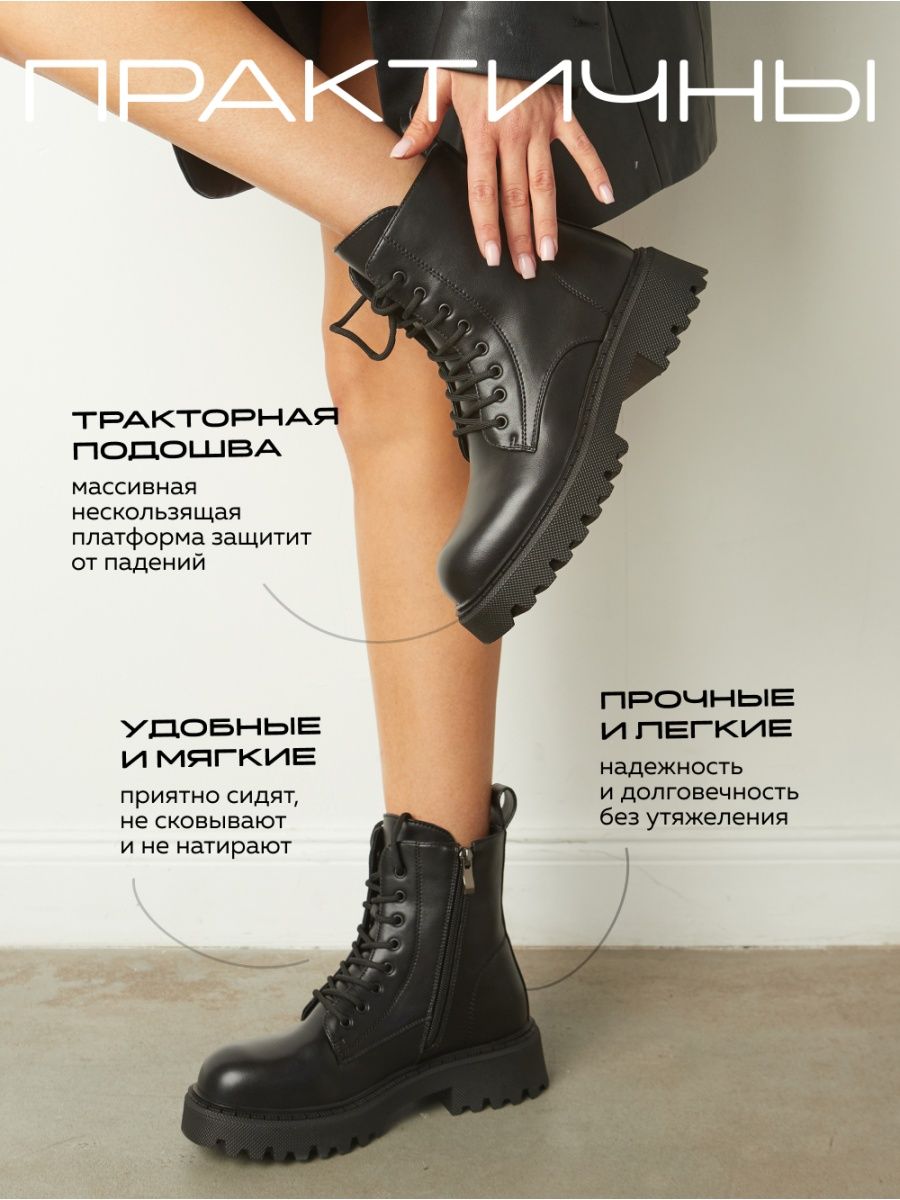 ПРАКТИЧНЫ
ТРАКТОРНАЯ
ПОДОШВА
массивная
нескользящая
платформа защитит
от падений
УДОБНЫЕ
И МЯГКИЕ
приятно сидят,
не сковывают
и не натирают
ПРОЧНЫЕ
И ЛЕГКИЕ
надежность
и долговечность
без утяжеления